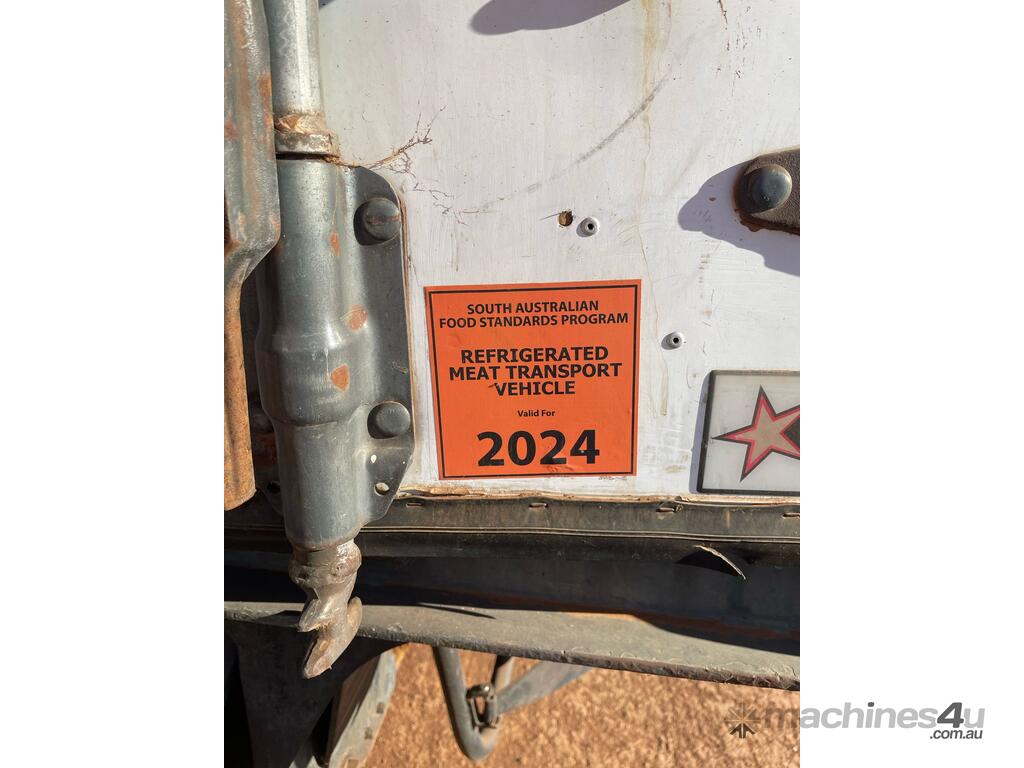 SOUTH AUSTRALIAN
FOOD STANDARDS PROGRAM
REFRIGERATED
MEAT TRANSPORT
VEHICLE
Valid For
2024
machines4u
.com.au